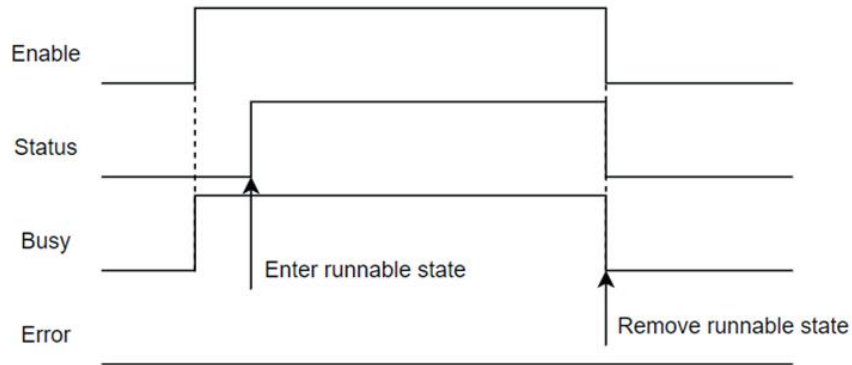 Enable
Status
Busy
Enter runnable state
Error
Remove runnable state